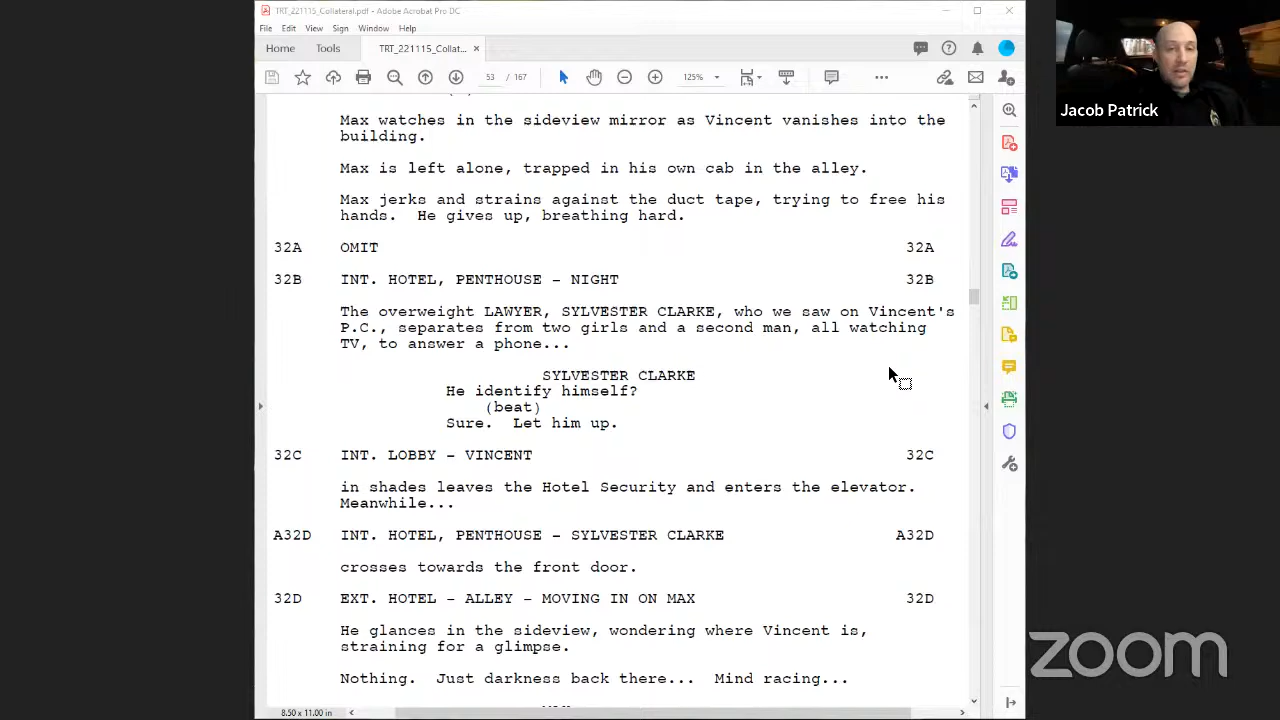 TRT_221115_Collateral.pdf - Adobe Acrobat Pro DC
File Edit View Sign Window Help
Home Tools TRT_221115_Collat... ×
53 / 167 125%
Max watches in the sideview mirror as Vincent vanishes into the
building.
Max is left alone, trapped in his own cab in the alley.
Max jerks and strains against the duct tape, trying to free his
hands. He gives up, breathing hard.
32A OMIT 32A
32B INT. HOTEL, PENTHOUSE - NIGHT 32B
The overweight LAWYER, SYLVESTER CLARKE, who we saw on Vincent's
P.C., separates from two girls and a second man, all watching
TV, to answer a phone...
SYLVESTER CLARKE
He identify himself?
(beat)
Sure. Let him up.
32C INT. LOBBY - VINCENT 32C
in shades leaves the Hotel Security and enters the elevator.
Meanwhile...
A32D INT. HOTEL, PENTHOUSE - SYLVESTER CLARKE A32D
crosses towards the front door.
32D EXT. HOTEL - ALLEY - MOVING IN ON MAX 32D
He glances in the sideview, wondering where Vincent is,
straining for a glimpse.
Nothing. Just darkness back there... Mind racing...
8.50 x 11.00 in
Jacob Patrick
zoom